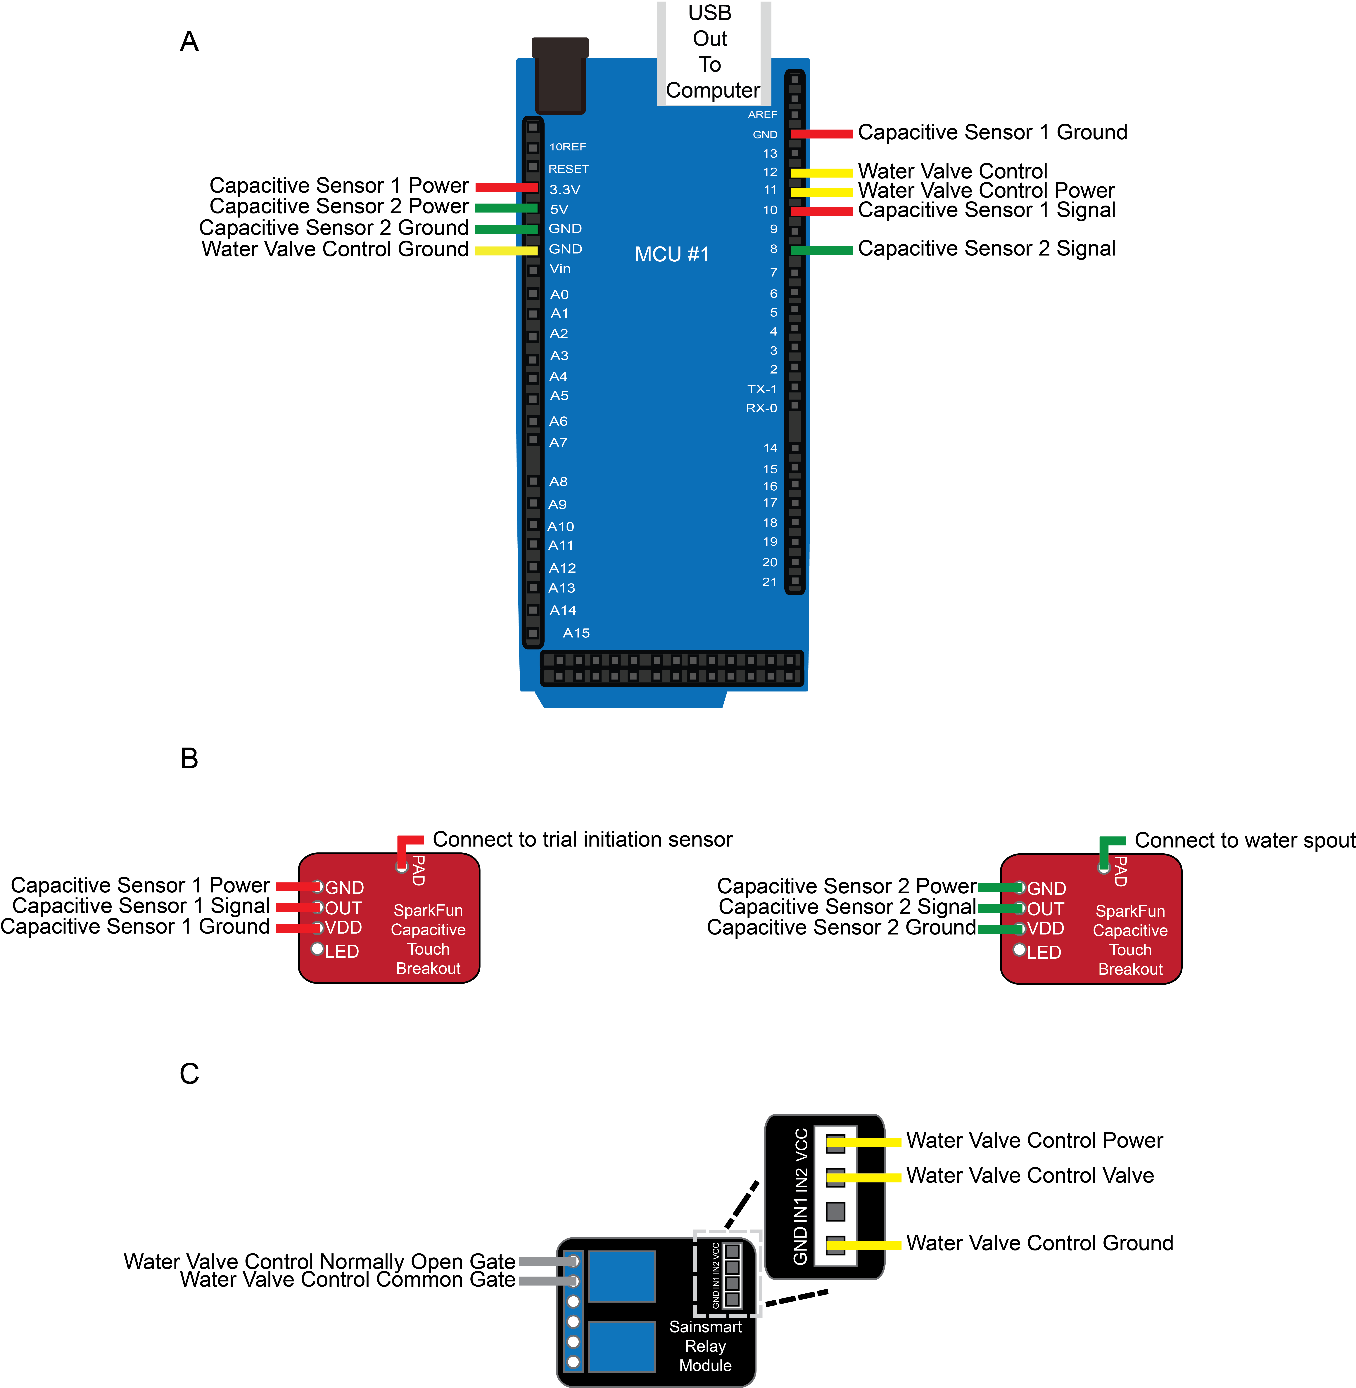 A
USB
Out
To
Computer
AREF
GND
13
12
11
10
9
8
7
6
5
4
3
2
TX-1
RX-0
14
15
16
17
18
19
20
21
Capacitive Sensor 1 Ground
Water Valve Control
Water Valve Control Power
Capacitive Sensor 1 Signal
Capacitive Sensor 2 Signal
Capacitive Sensor 1 Power
Capacitive Sensor 2 Power
Capacitive Sensor 2 Ground
Water Valve Control Ground
10REF
RESET
3.3V
5V
GND
GND
Vin
A0
A1
A2
A3
A4
A5
A6
A7
A8
A9
A10
A11
A12
A13
A14
A15
MCU #1
B
Connect to trial initiation sensor
PAD
Capacitive Sensor 1 Power
Capacitive Sensor 1 Signal
Capacitive Sensor 1 Ground
GND
OUT
VDD
LED
SparkFun
Capacitive
Touch
Breakout
Connect to water spout
PAD
Capacitive Sensor 2 Power
Capacitive Sensor 2 Signal
Capacitive Sensor 2 Ground
GND
OUT
VDD
LED
SparkFun
Capacitive
Touch
Breakout
C
GND IN1 IN2 VCC
Water Valve Control Power
Water Valve Control Valve
Water Valve Control Ground
Water Valve Control Normally Open Gate
Water Valve Control Common Gate
GND IN1 IN2 VCC
Sainsmart
Relay
Module